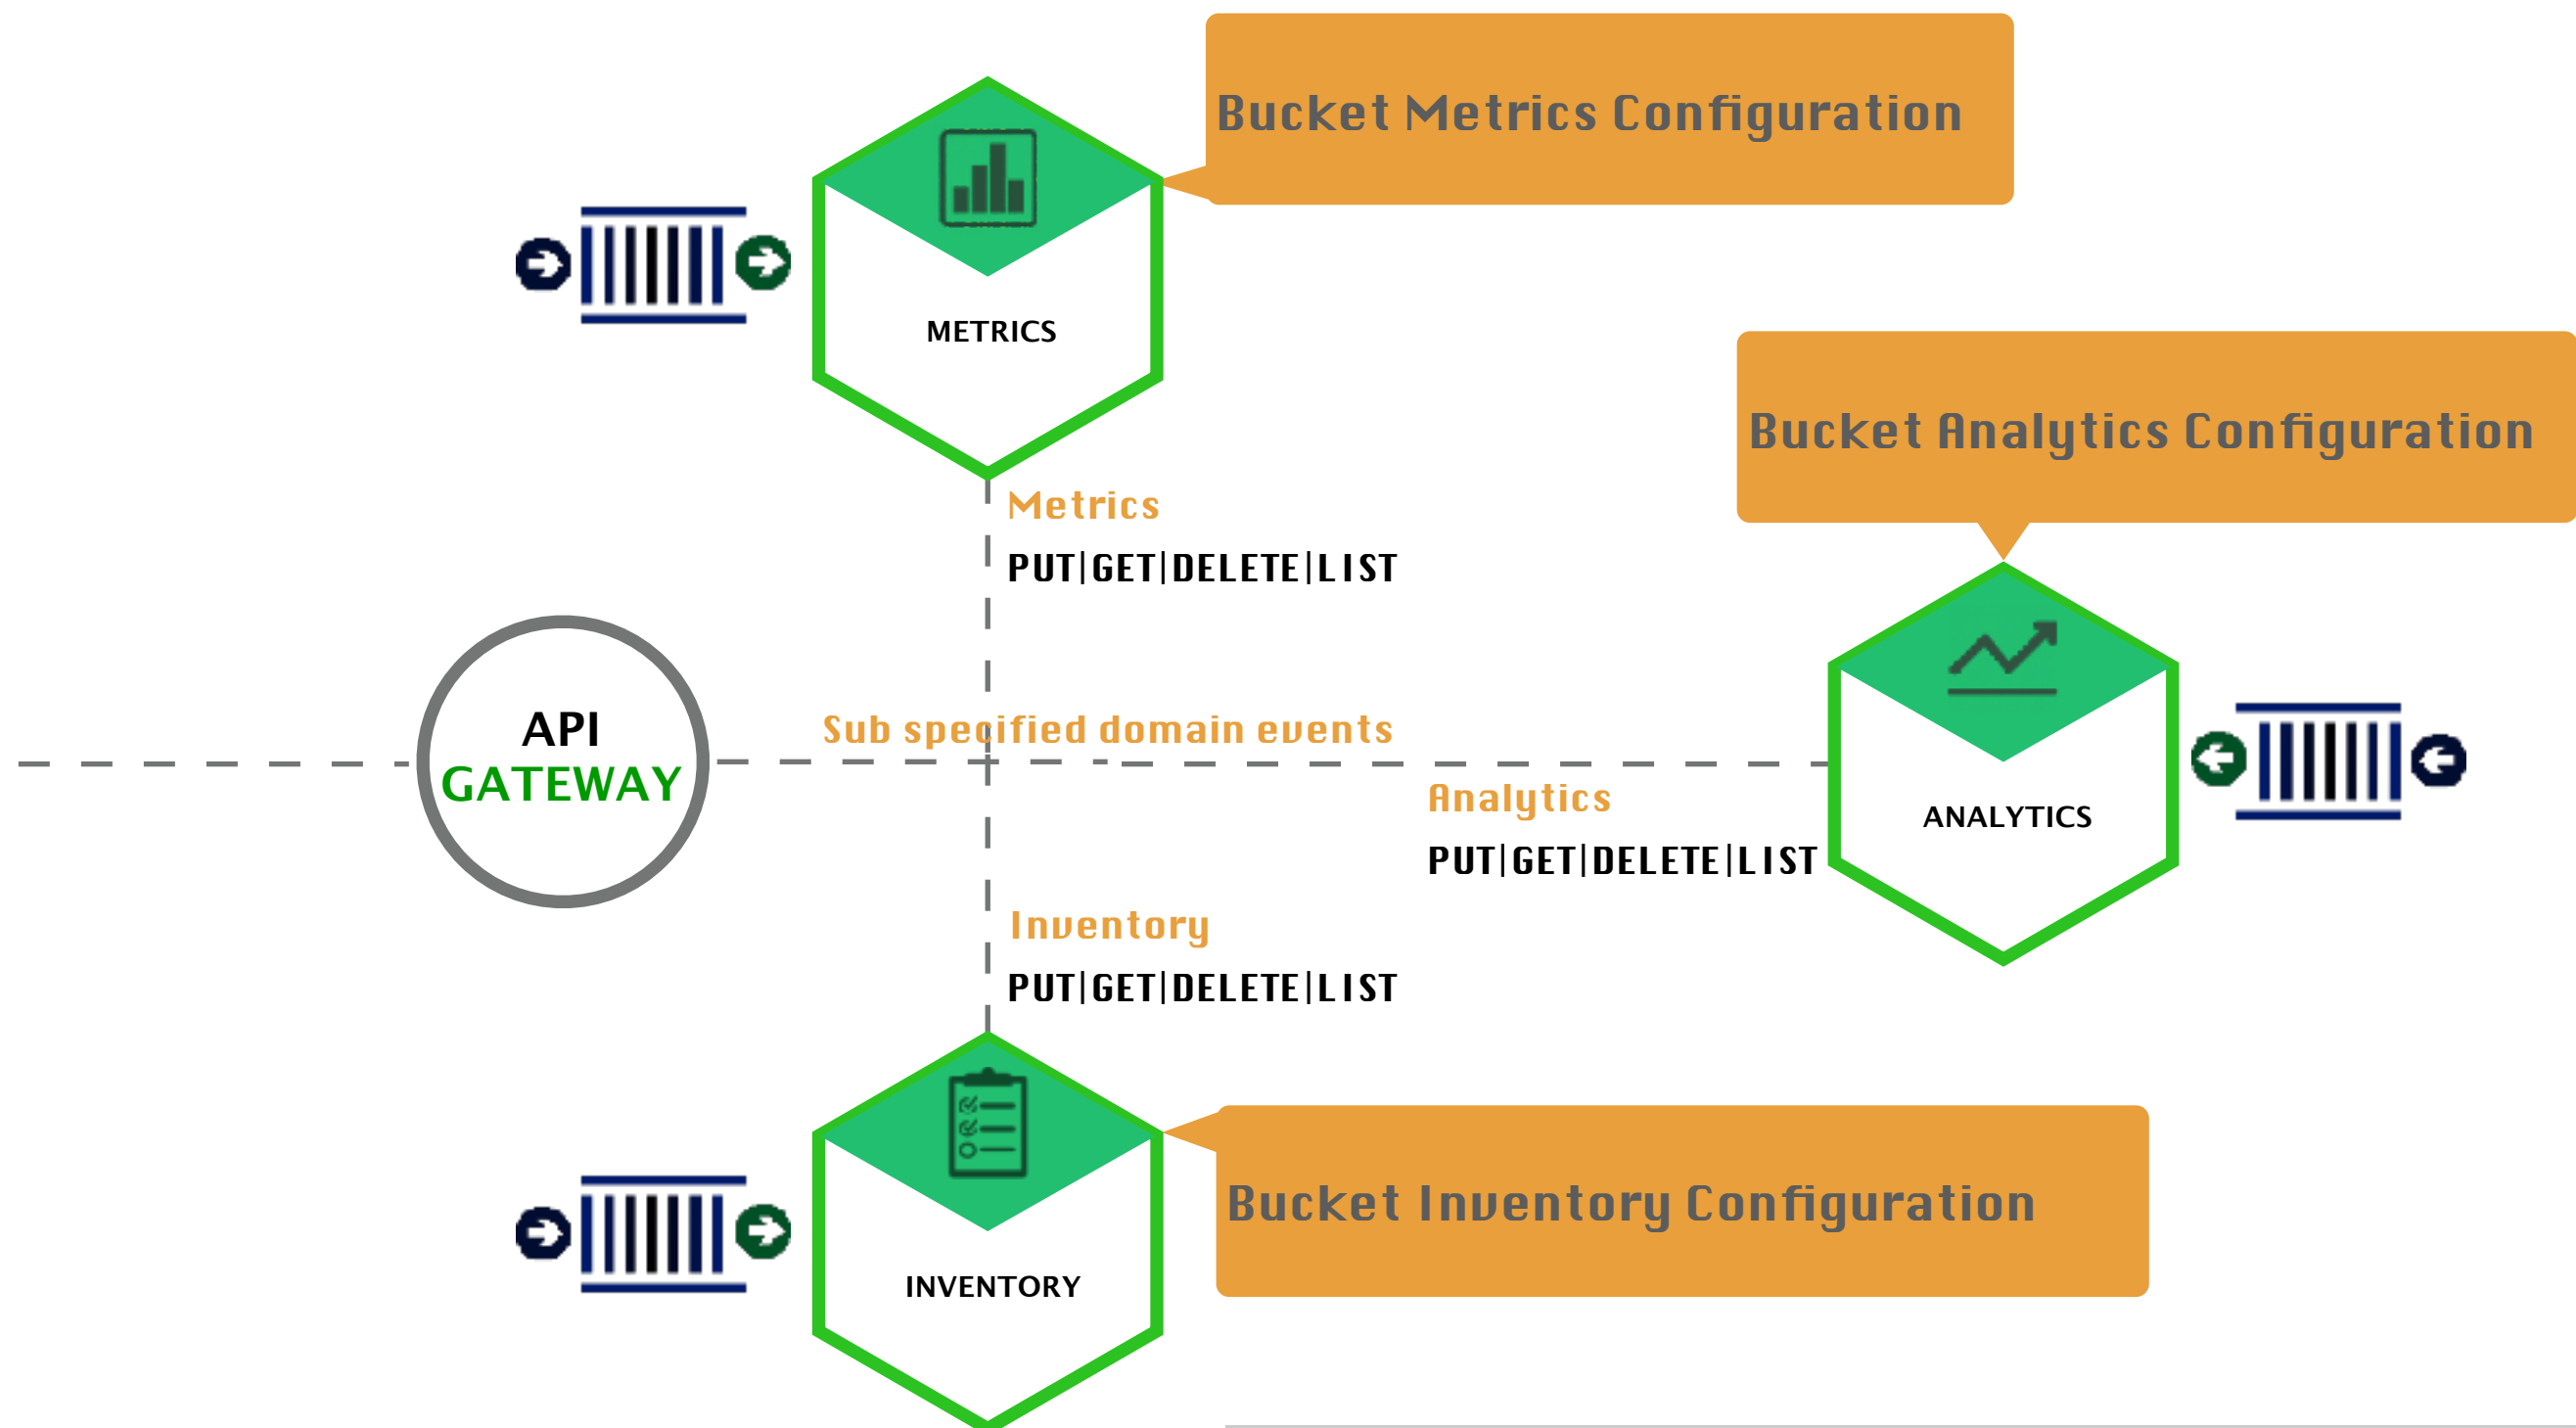 Bucket Metrics Configuration
METRICS
Bucket Analytics Configuration
Metrics
PUT|GET|DELETE|LIST
API
GATEWAY
Sub specified domain events
Analytics
PUT|GET|DELETE|LIST
ANALYTICS
Inventory
PUT|GET|DELETE|LIST
Bucket Inventory Configuration
INVENTORY